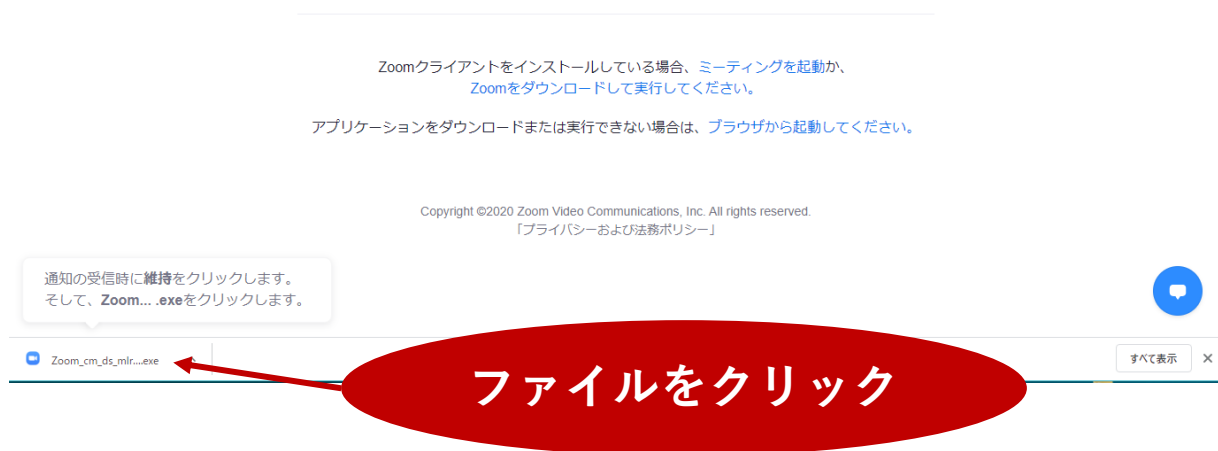 Zoomクライアントをインストールしている場合、ミーティングを起動か、
Zoomをダウンロードして実行してください。
アプリケーションをダウンロードまたは実行できない場合は、ブラウザから起動してください。
Copyright ©2020 Zoom Video Communications, Inc. All rights reserved.
「プライバシーおよび法務ポリシー」
通知の受信時に維持をクリックします。
そして、Zoom... .exeをクリックします。
Zoom_cm_ds_mlr....exe
すべて表示
ファイルをクリック